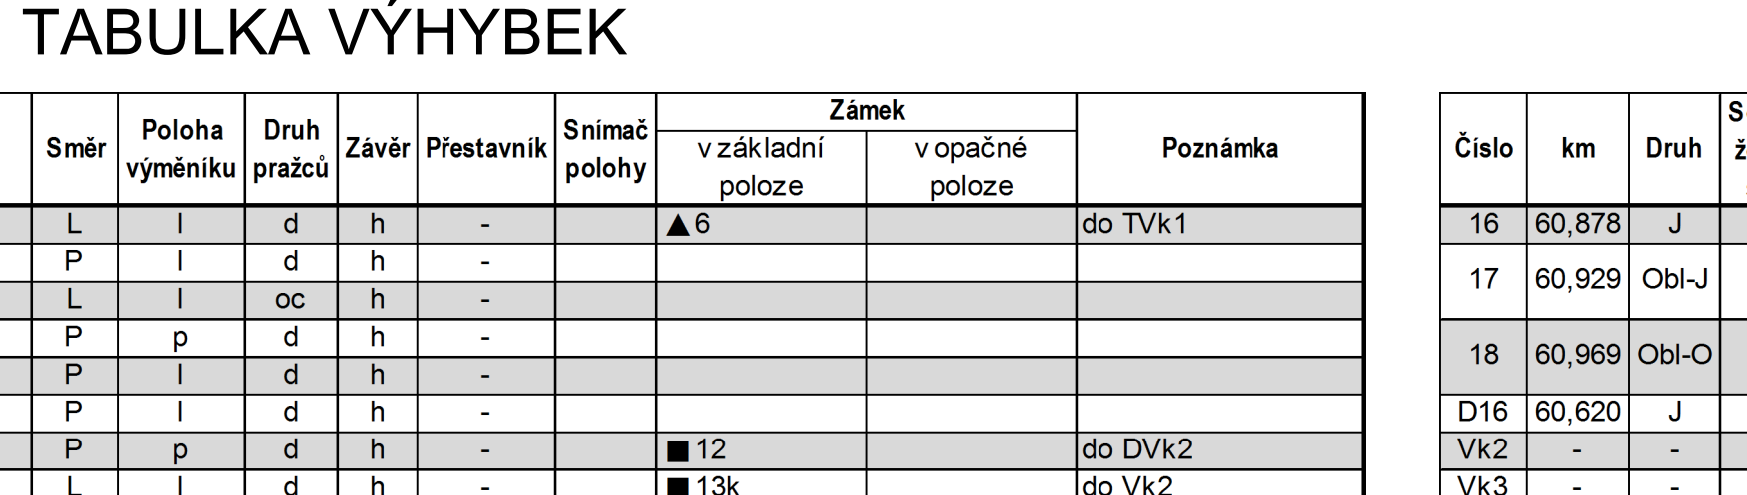 TABULKA VÝHYBEK
Směr Poloha výměníku Druh pražců Závěr Přestavník Snímač polohy Zámek v základní poloze v opačné poloze Poznámka
L l d h - ▲6 do TVk1
P l d h -
L l oc h -
P p d h -
P l d h -
P l d h -
P p d h - ■12 do DVk2
L l d h - ■13k do Vk2
Číslo km Druh
16 60,878 J
17 60,929 Obl-J
18 60,969 Obl-O
D16 60,620 J
Vk2 - -
Vk3 - -